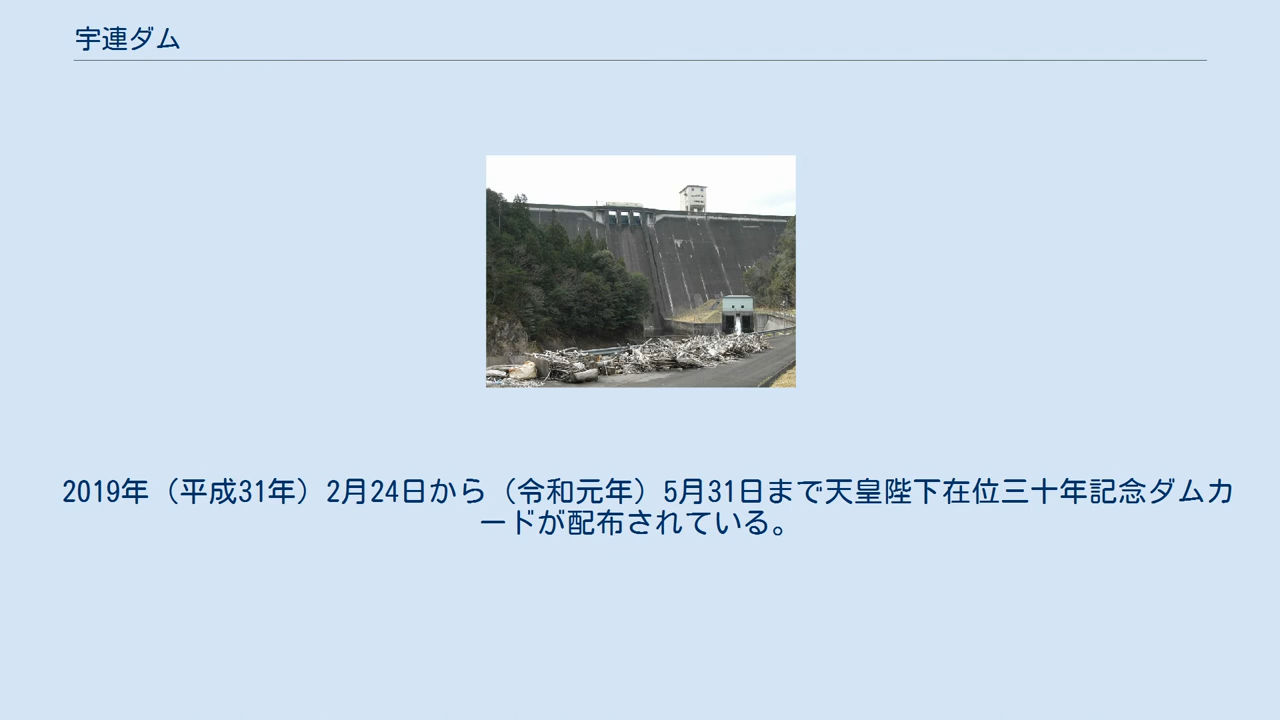 宇連ダム
2019年（平成31年）2月24日から（令和元年）5月31日まで天皇陛下在位三十年記念ダムカ
ードが配布されている。